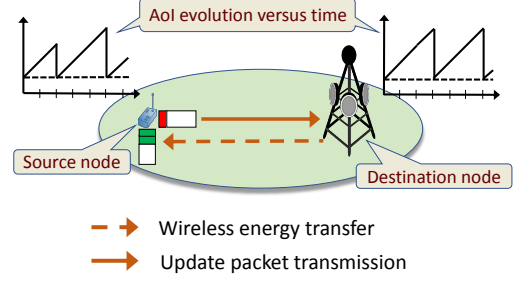 AoI evolution versus time
Source node
Destination node
Wireless energy transfer
Update packet transmission